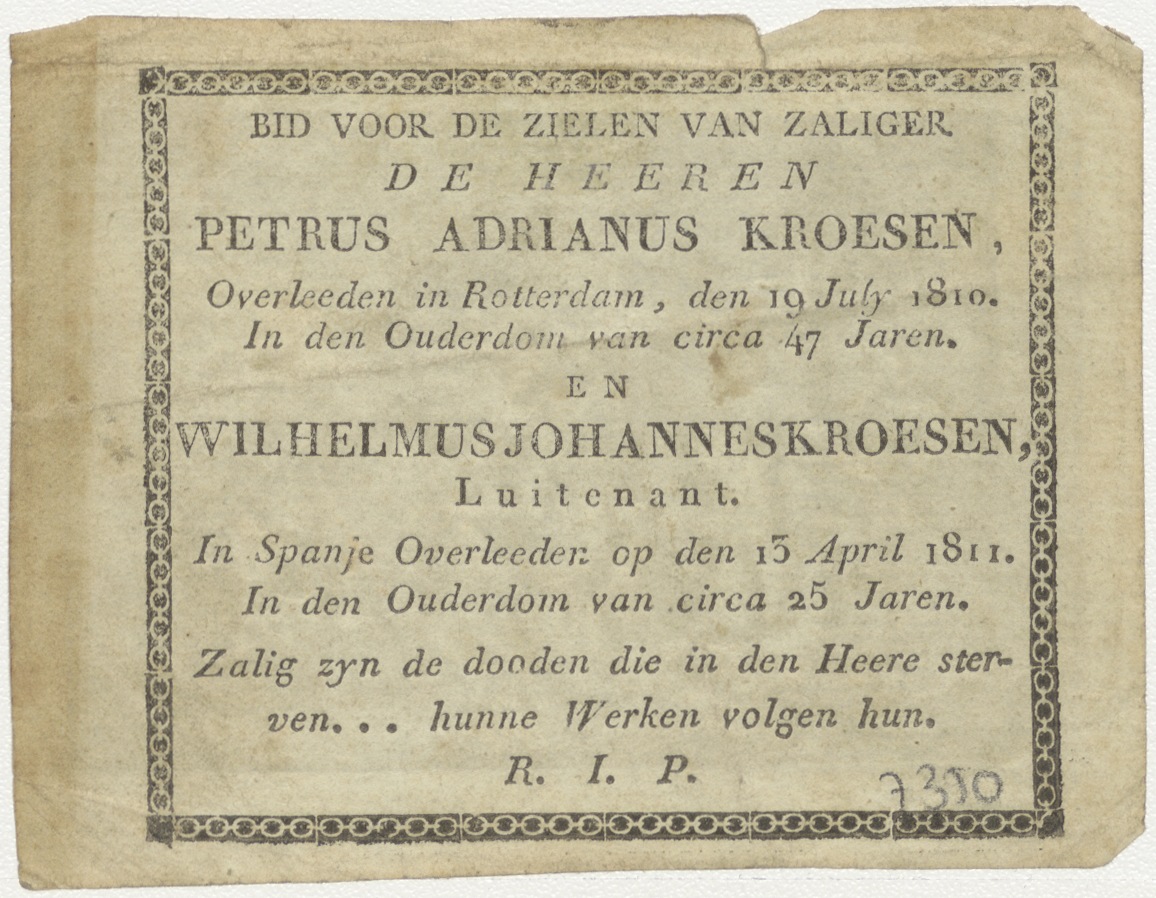 BID VOOR DE ZIELEN VAN ZALIGER
DE HEEREN
PETRUS ADRIANUS KROESEN,
Overleeden in Rotterdam, den 19 July 1810.
In den Ouderdom van circa 47 Jaren.
EN
WILHELMUS JOHANNES KROESEN,
Luitenant.
In Spanje Overleeden op den 13 April 1811.
In den Ouderdom van circa 25 Jaren.
Zalig zyn de dooden die in den Heere ster-
ven... hunne Werken volgen hun.
R. I. P.